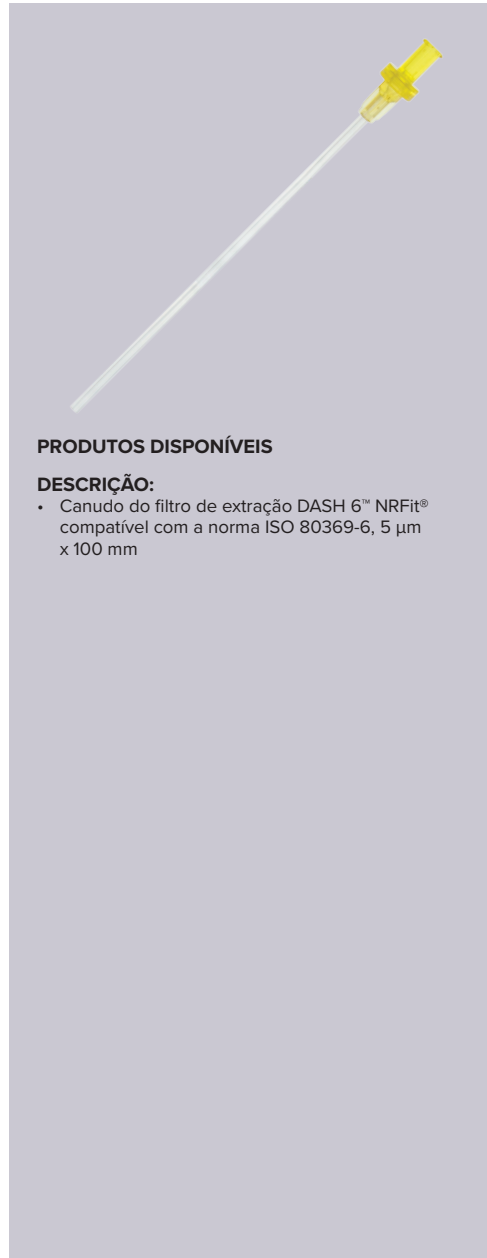 PRODUTOS DISPONÍVEIS
DESCRIÇÃO:
• Canudo do filtro de extração DASH 6™ NRFit®
compatível com a norma ISO 80369-6, 5 μm
x 100 mm